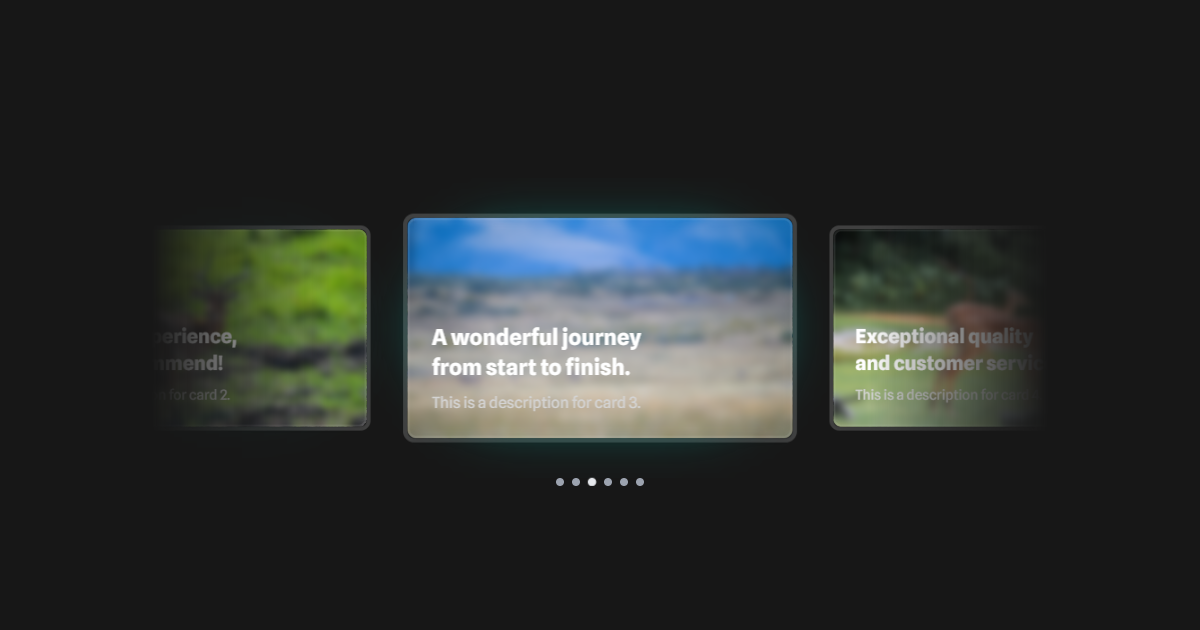 mmend!
n for card 2.
A wonderful journey
from start to finish.
This is a description for card 3.
Exceptional quality
and customer servic
This is a description for card